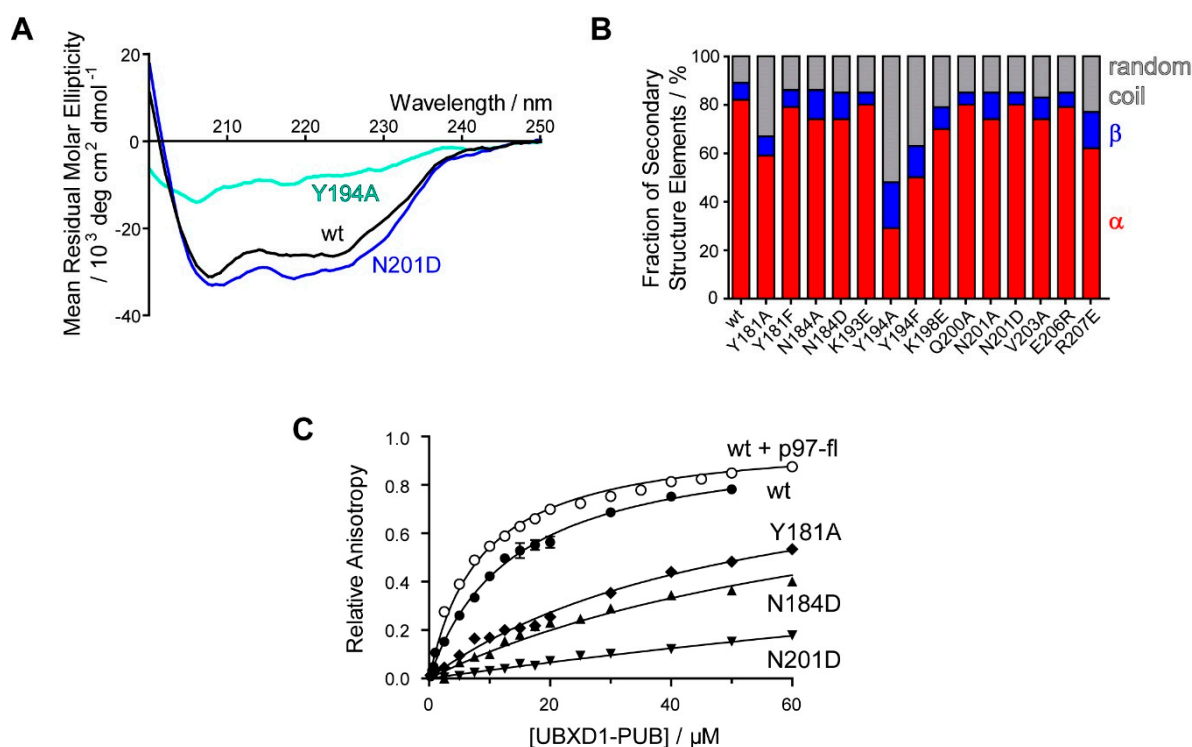 A
20
0
-20
-40
Mean Residual Molar Ellipticity
/ 10³ deg cm² dmol⁻¹
Wavelength / nm
210 220 230 240 250
Y194A
wt
N201D
B
100
80
60
40
20
0
Fraction of Secondary
Structure Elements / %
random
coil
β
α
wt Y181A Y181F N184A N184D K193E Y194A Y194F K198E Q200A N201A N201D V203A E206R R207E
C
1.0
0.8
0.6
0.4
0.2
0.0
Relative Anisotropy
wt + p97-fl
wt
Y181A
N184D
N201D
0 20 40 60
[UBXD1-PUB] / µM